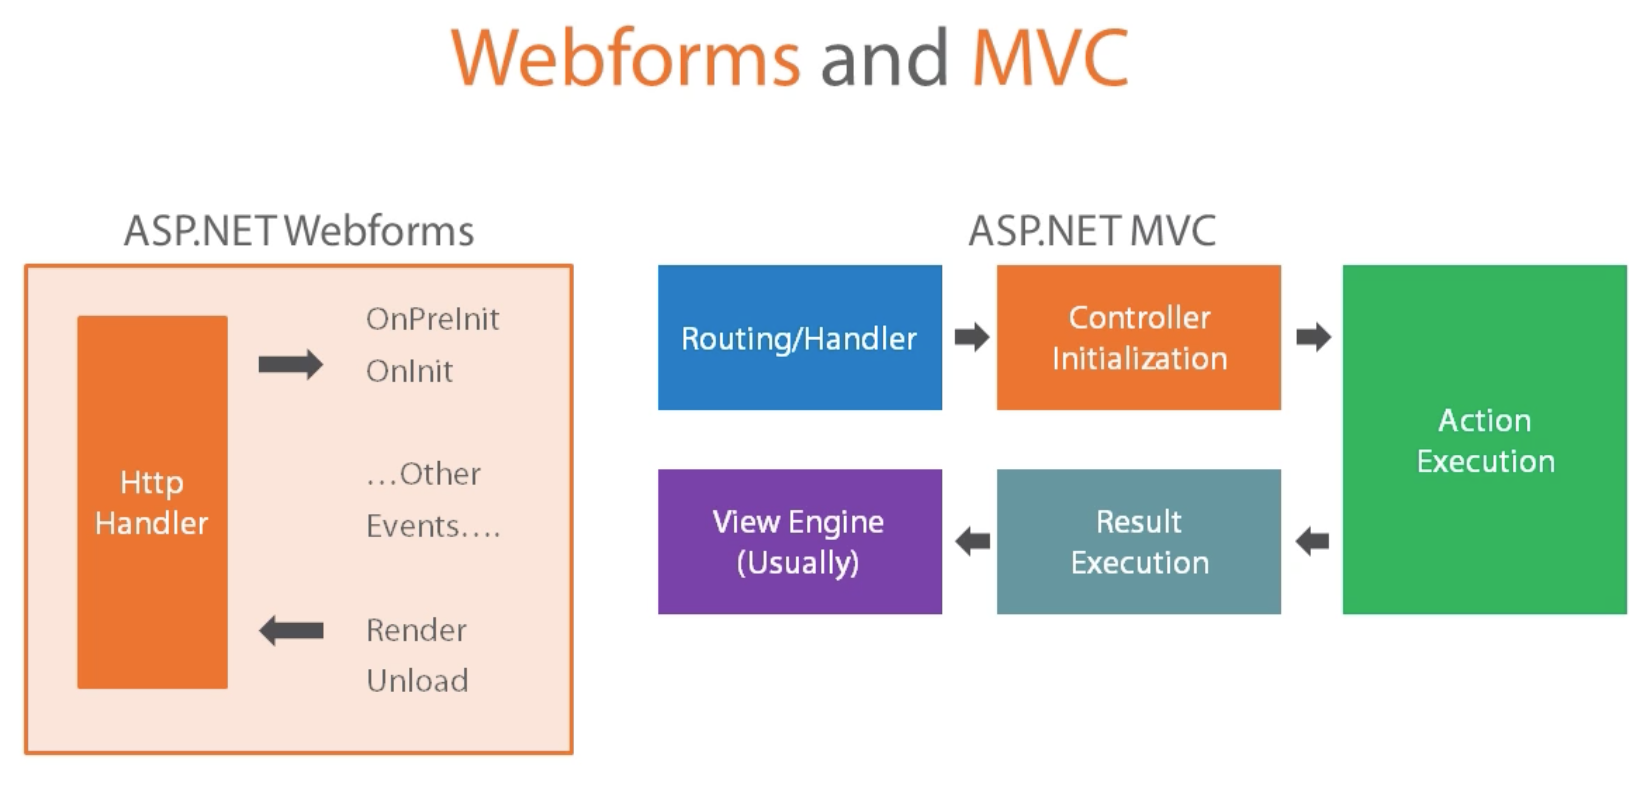 Webforms and MVC
ASP.NET Webforms
Http
Handler
OnPreInit
OnInit
...Other
Events....
Render
Unload
ASP.NET MVC
Routing/Handler
Controller
Initialization
Action
Execution
Result
Execution
View Engine
(Usually)